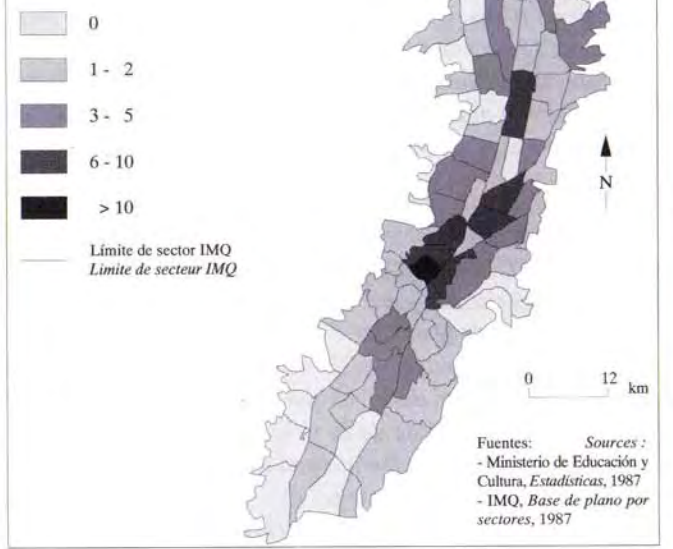 0
1 - 2
3 - 5
6 - 10
> 10
Límite de sector IMQ
Limite de secteur IMQ
N
0 12 km
Fuentes: Sources :
- Ministerio de Educación y
Cultura, Estadísticas, 1987
- IMQ, Base de plano por
sectores, 1987